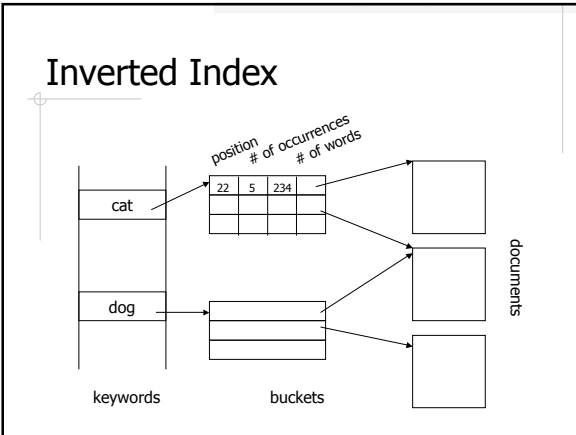 Inverted Index
position
# of occurrences
# of words
22 5 234
cat
dog
documents
keywords buckets